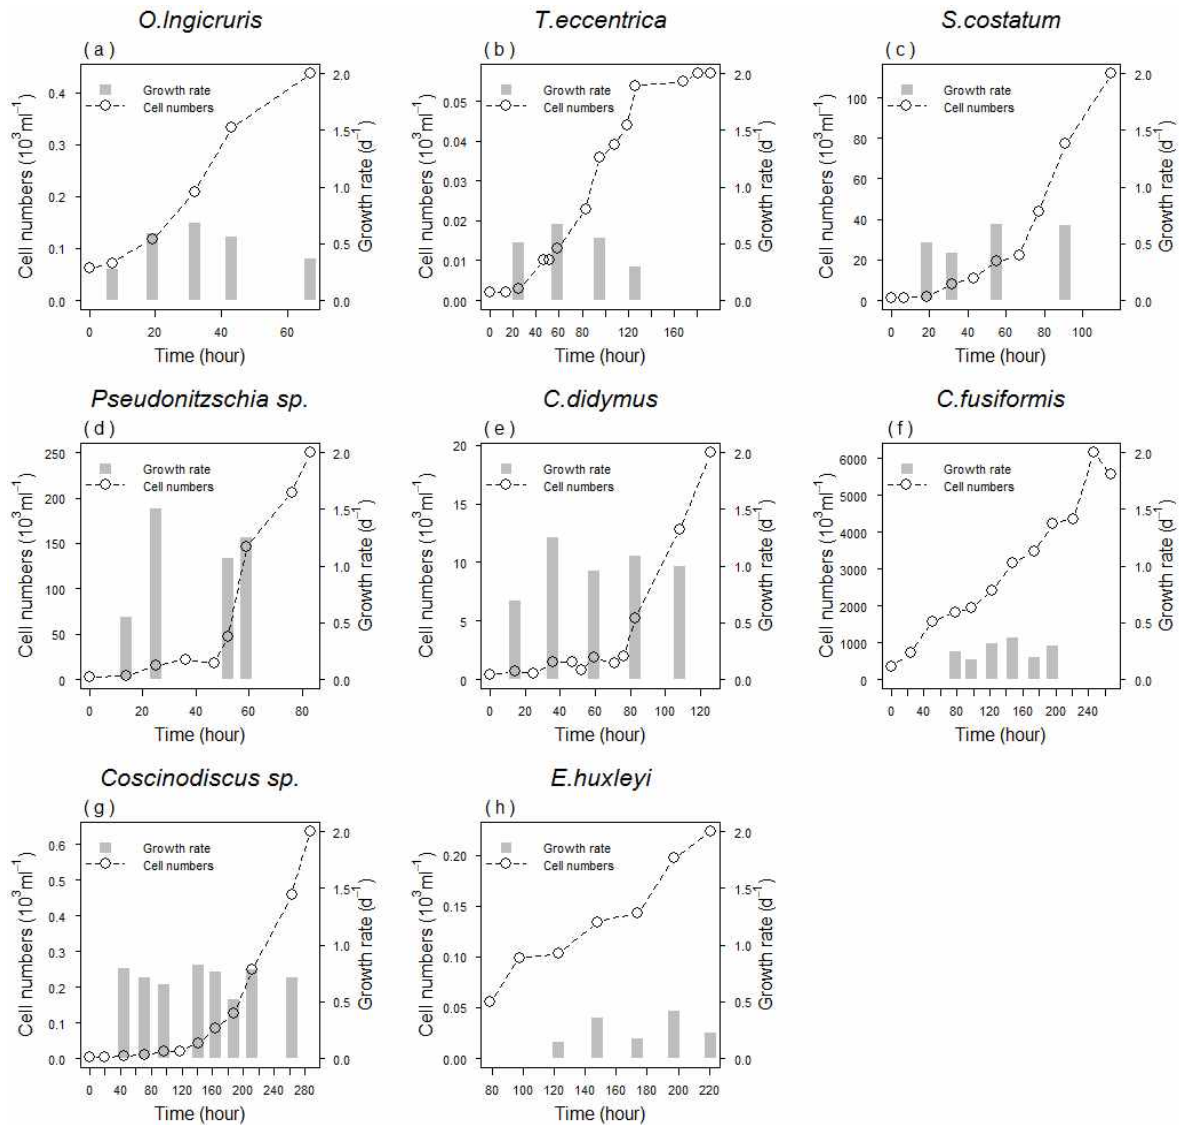 O.lngicruris
(a)
Growth rate
Cell numbers
Cell numbers (10³ml⁻¹)
0.0 0.1 0.2 0.3 0.4
Growth rate (d⁻¹)
0.0 0.5 1.0 1.5 2.0
0 20 40 60
Time (hour)
T.eccentrica
(b)
Growth rate
Cell numbers
Cell numbers (10³ml⁻¹)
0.00 0.01 0.02 0.03 0.04 0.05
Growth rate (d⁻¹)
0.0 0.5 1.0 1.5 2.0
0 20 40 60 80 100 120 160
Time (hour)
S.costatum
(c)
Growth rate
Cell numbers
Cell numbers (10³ml⁻¹)
0 20 40 60 80 100
Growth rate (d⁻¹)
0.0 0.5 1.0 1.5 2.0
0 20 40 60 80 100
Time (hour)
Pseudonitzschia sp.
(d)
Growth rate
Cell numbers
Cell numbers (10³ml⁻¹)
0 50 100 150 200 250
Growth rate (d⁻¹)
0.0 0.5 1.0 1.5 2.0
0 20 40 60 80
Time (hour)
C.didymus
(e)
Growth rate
Cell numbers
Cell numbers (10³ml⁻¹)
0 5 10 15 20
Growth rate (d⁻¹)
0.0 0.5 1.0 1.5 2.0
0 20 40 60 80 100 120
Time (hour)
C.fusiformis
(f)
Growth rate
Cell numbers
Cell numbers (10³ml⁻¹)
0 1000 2000 3000 4000 5000 6000
Growth rate (d⁻¹)
0.0 0.5 1.0 1.5 2.0
0 40 80 120 160 200 240
Time (hour)
Coscinodiscus sp.
(g)
Growth rate
Cell numbers
Cell numbers (10³ml⁻¹)
0.0 0.1 0.2 0.3 0.4 0.5 0.6
Growth rate (d⁻¹)
0.0 0.5 1.0 1.5 2.0
0 40 80 120 160 200 240 280
Time (hour)
E.huxleyi
(h)
Growth rate
Cell numbers
Cell numbers (10³ml⁻¹)
0.00 0.05 0.10 0.15 0.20
Growth rate (d⁻¹)
0.0 0.5 1.0 1.5 2.0
80 100 120 140 160 180 200 220
Time (hour)